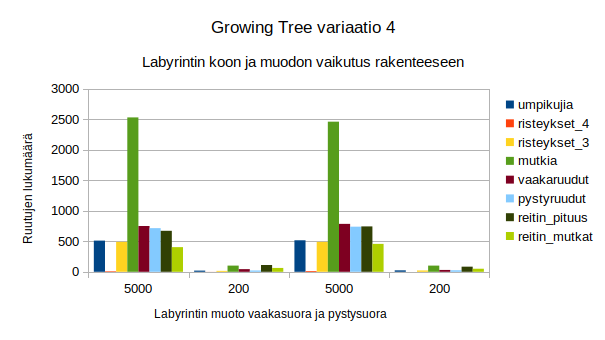 Growing Tree variaatio 4
Labyrintin koon ja muodon vaikutus rakenteeseen
Ruutujen lukumäärä
3000
2500
2000
1500
1000
500
0
5000
200
5000
200
Labyrintin muoto vaakasuora ja pystysuora
umpikujia
risteykset_4
risteykset_3
mutkia
vaakaruudut
pystyruudut
reitin_pituus
reitin_mutkat